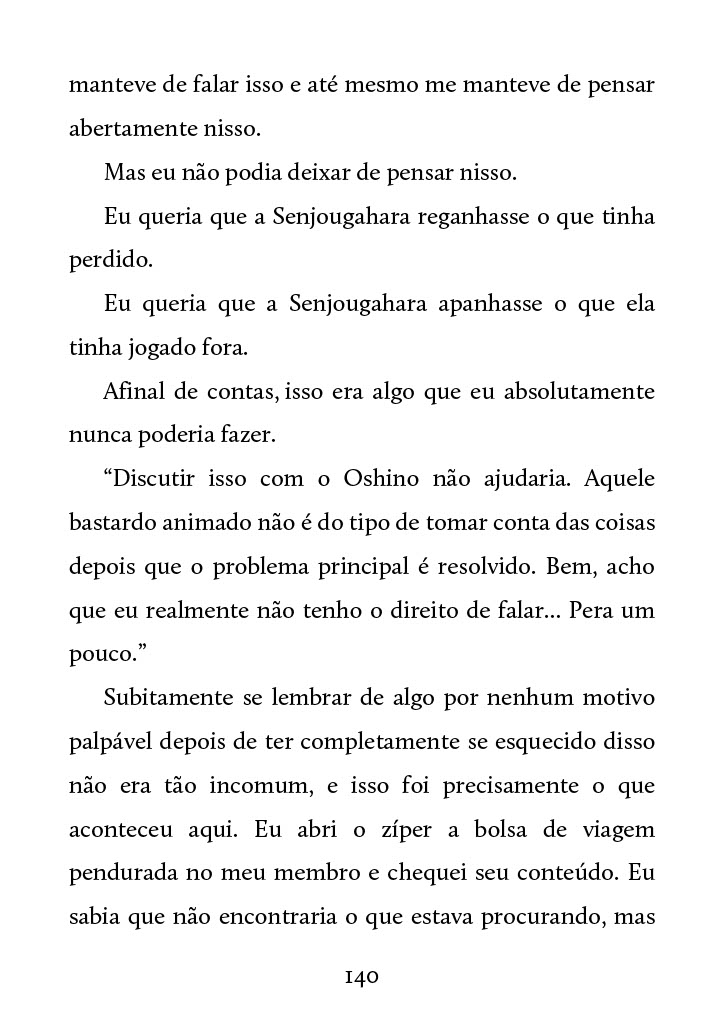 manteve de falar isso e até mesmo me manteve de pensar
abertamente nisso.
Mas eu não podia deixar de pensar nisso.
Eu queria que a Senjougahara reganhasse o que tinha
perdido.
Eu queria que a Senjougahara apanhasse o que ela
tinha jogado fora.
Afinal de contas, isso era algo que eu absolutamente
nunca poderia fazer.
“Discutir isso com o Oshino não ajudaria. Aquele
bastardo animado não é do tipo de tomar conta das coisas
depois que o problema principal é resolvido. Bem, acho
que eu realmente não tenho o direito de falar... Pera um
pouco.”
Subitamente se lembrar de algo por nenhum motivo
palpável depois de ter completamente se esquecido disso
não era tão incomum, e isso foi precisamente o que
aconteceu aqui. Eu abri o zíper a bolsa de viagem
pendurada no meu membro e chequei seu conteúdo. Eu
sabia que não encontraria o que estava procurando, mas
140